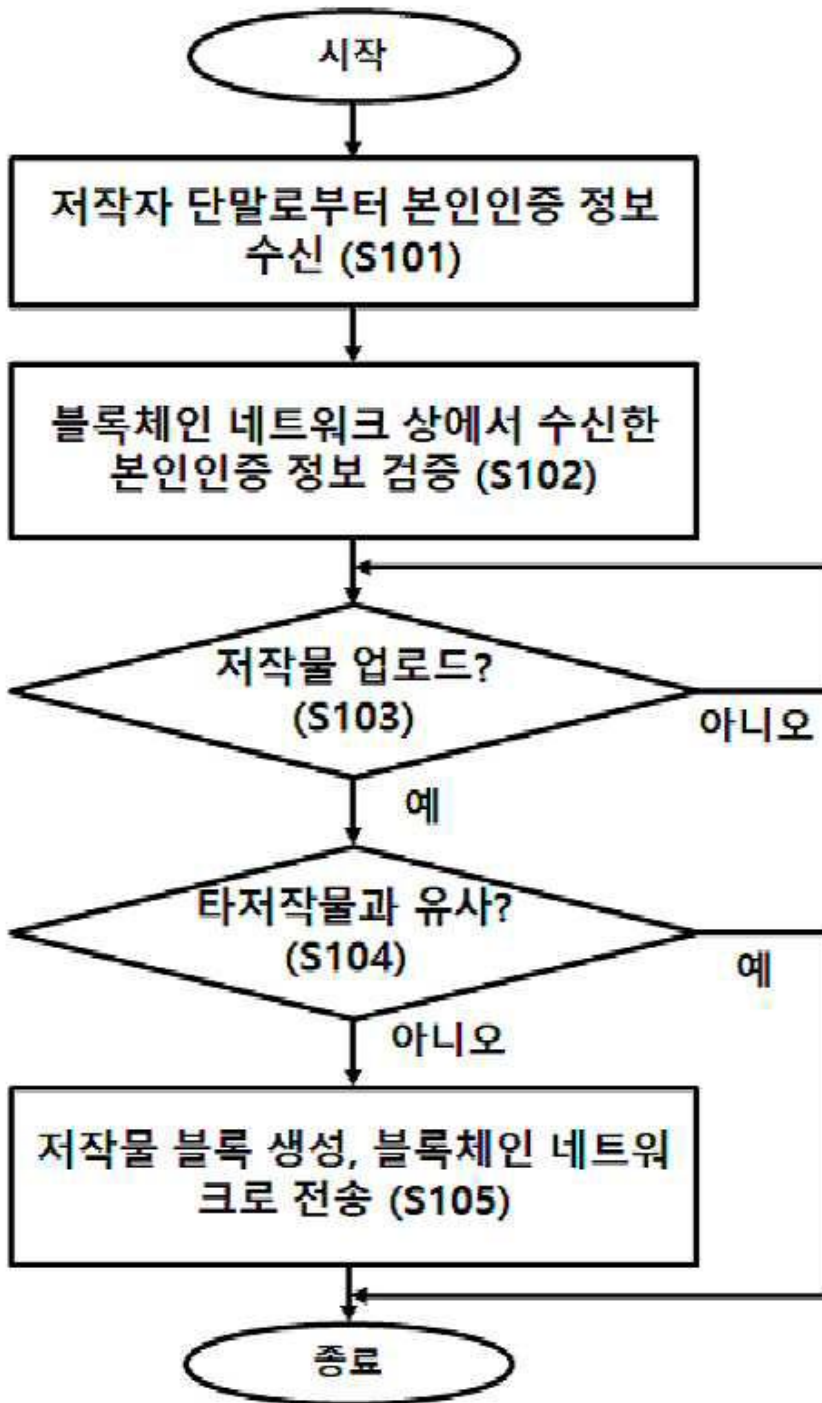 시작
저작자 단말로부터 본인인증 정보
수신 (S101)
블록체인 네트워크 상에서 수신한
본인인증 정보 검증 (S102)
저작물 업로드?
(S103)
아니오
예
타저작물과 유사?
(S104)
예
아니오
저작물 블록 생성, 블록체인 네트워
크로 전송 (S105)
종료